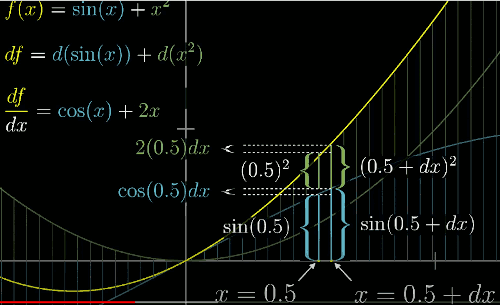 f(x) = sin(x) + x²
df = d(sin(x)) + d(x²)
df/dx = cos(x) + 2x
2(0.5)dx
(0.5)²
(0.5 + dx)²
cos(0.5)dx
sin(0.5)
sin(0.5 + dx)
x = 0.5
x = 0.5 + dx